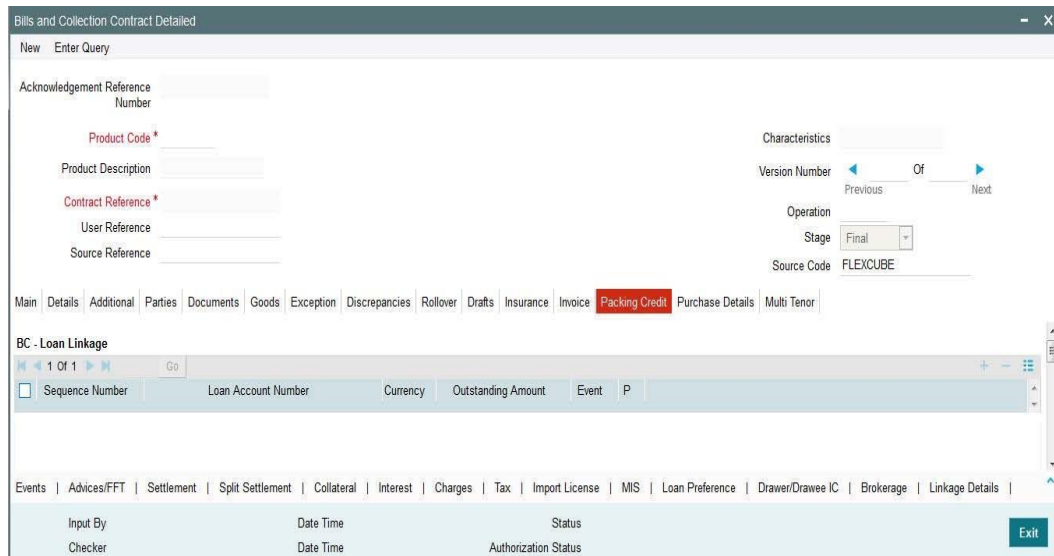 Bills and Collection Contract Detailed
New Enter Query
Acknowledgement Reference
Number
Product Code *
Characteristics
Product Description
Version Number Of
Previous Next
Contract Reference *
Operation
User Reference
Stage Final
Source Reference
Source Code FLEXCUBE
Main Details Additional Parties Documents Goods Exception Discrepancies Rollover Drafts Insurance Invoice Packing Credit Purchase Details Multi Tenor
BC - Loan Linkage
1 Of 1 Go
Sequence Number Loan Account Number Currency Outstanding Amount Event P
Events | Advices/FFT | Settlement | Split Settlement | Collateral | Interest | Charges | Tax | Import License | MIS | Loan Preference | Drawer/Drawee IC | Brokerage | Linkage Details |
Input By Date Time Status
Checker Date Time Authorization Status
Exit